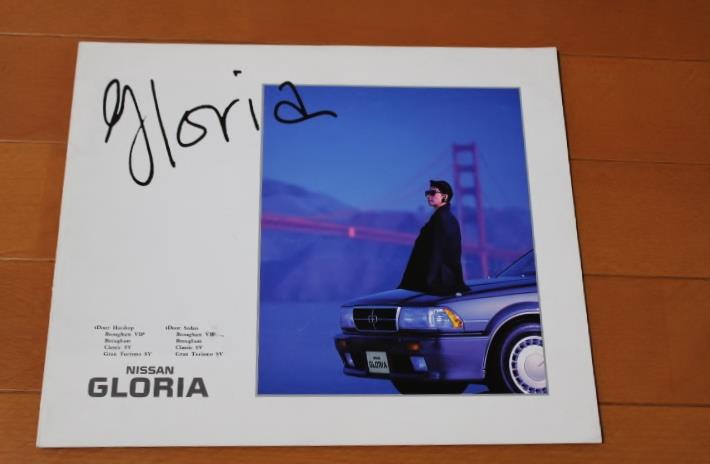 Gloria
4Door Hardtop
Brougham VIP
Brougham
Classic SV
Gran Turismo SV
4Door Sedan
Brougham VIP
Brougham
Classic SV
Gran Turismo SV
NISSAN
GLORIA
GLORIA